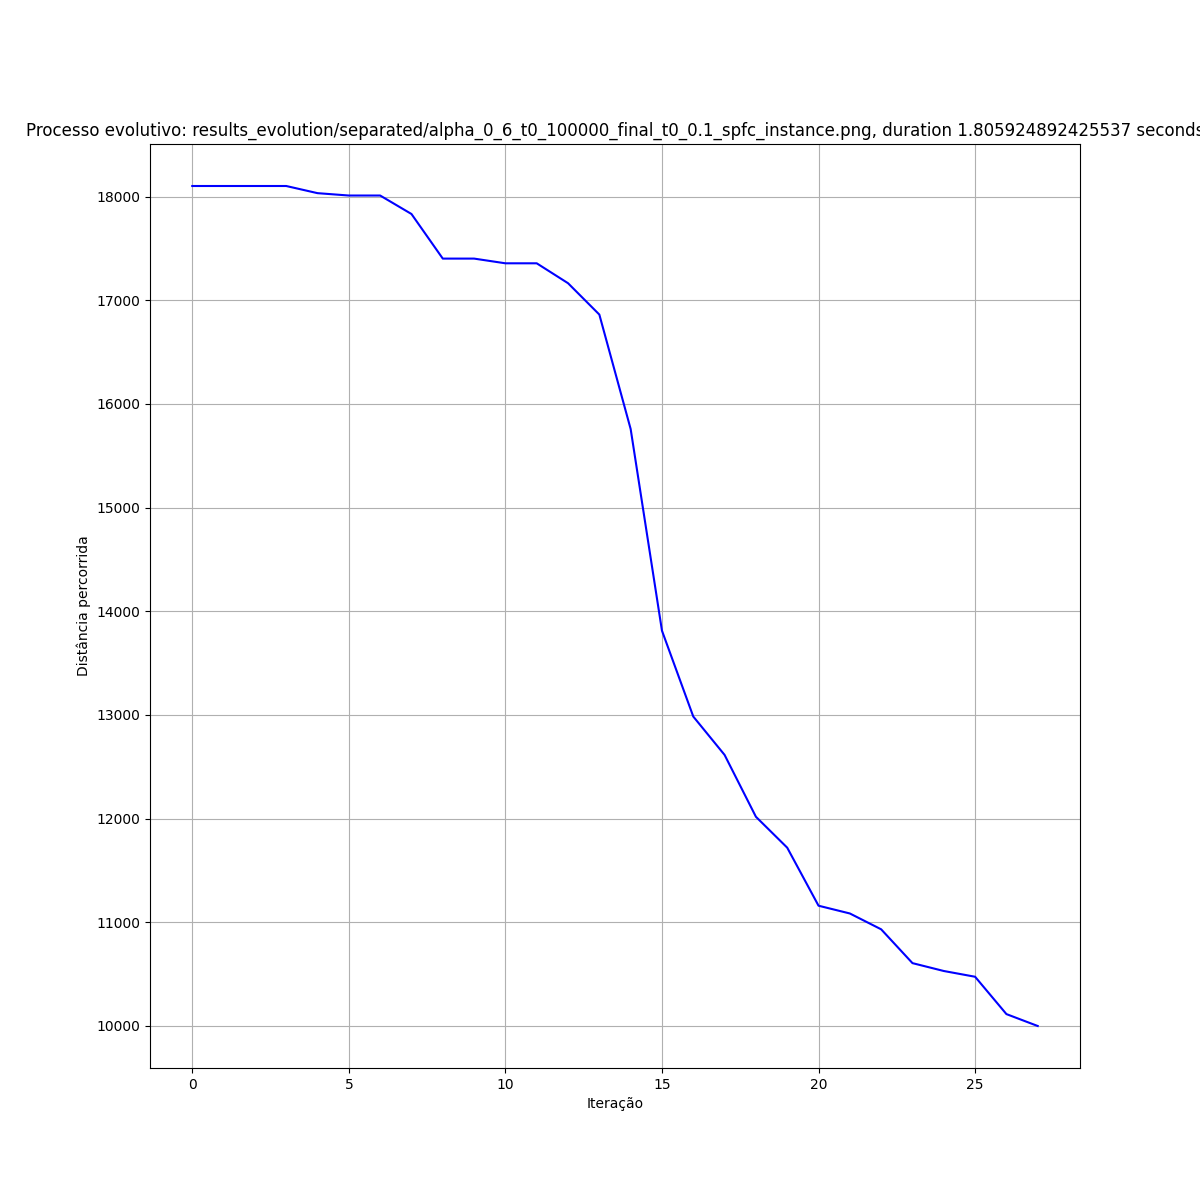 Processo evolutivo: results_evolution/separated/alpha_0_6_t0_100000_final_t0_0.1_spfc_instance.png, duration 1.805924892425537 seconds
18000
17000
16000
15000
14000
13000
12000
11000
10000
Distância percorrida
0 5 10 15 20 25
Iteração